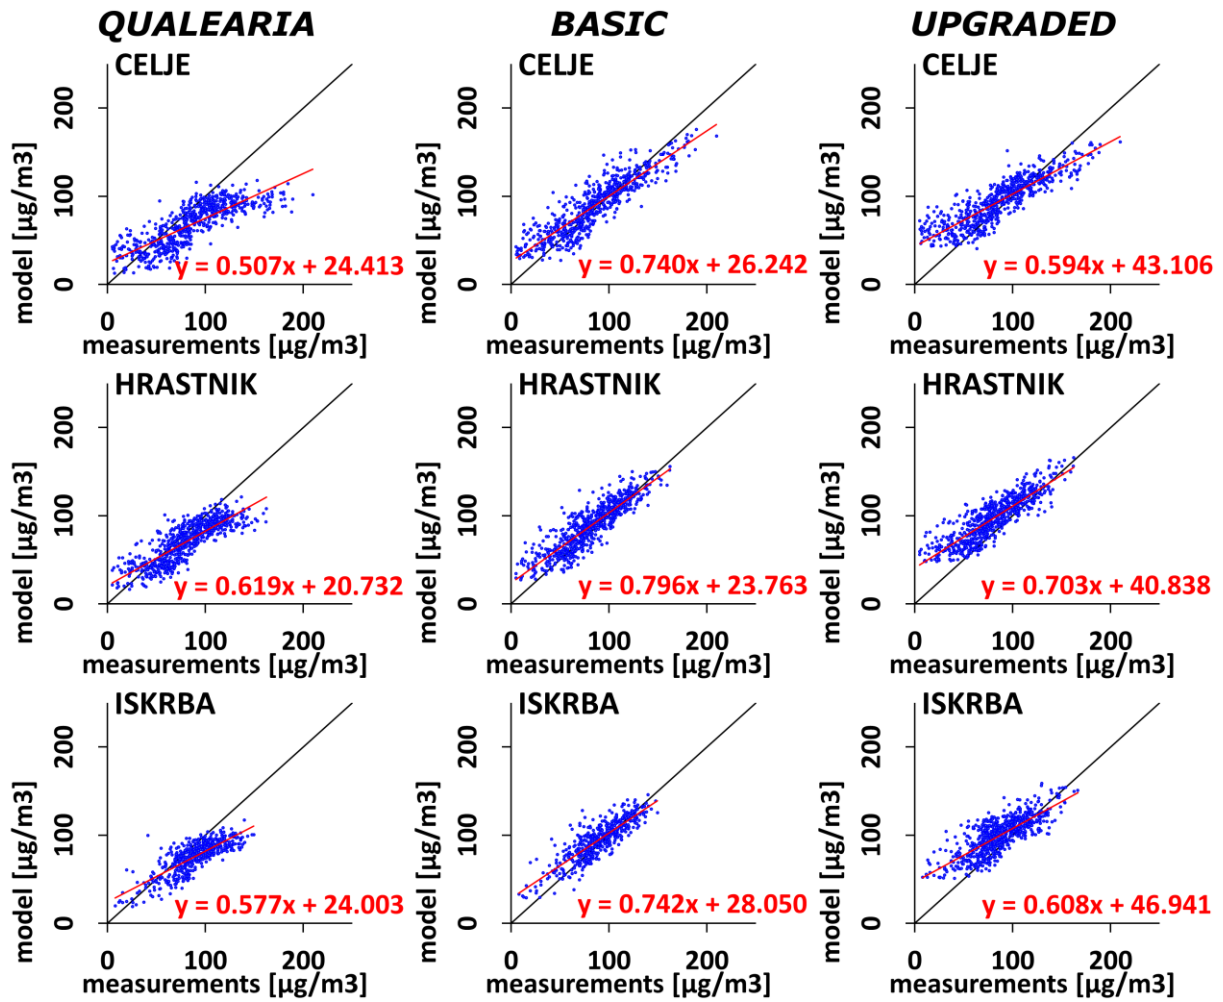 QUALEARIA BASIC UPGRADED
CELJE CELJE CELJE
model [µg/m3] model [µg/m3] model [µg/m3]
200 200 200
100 100 100
0 0 0
y = 0.507x + 24.413 y = 0.740x + 26.242 y = 0.594x + 43.106
0 100 200 0 100 200 0 100 200
measurements [µg/m3] measurements [µg/m3] measurements [µg/m3]
HRASTNIK HRASTNIK HRASTNIK
model [µg/m3] model [µg/m3] model [µg/m3]
200 200 200
100 100 100
0 0 0
y = 0.619x + 20.732 y = 0.796x + 23.763 y = 0.703x + 40.838
0 100 200 0 100 200 0 100 200
measurements [µg/m3] measurements [µg/m3] measurements [µg/m3]
ISKRBA ISKRBA ISKRBA
model [µg/m3] model [µg/m3] model [µg/m3]
200 200 200
100 100 100
0 0 0
y = 0.577x + 24.003 y = 0.742x + 28.050 y = 0.608x + 46.941
0 100 200 0 100 200 0 100 200
measurements [µg/m3] measurements [µg/m3] measurements [µg/m3]